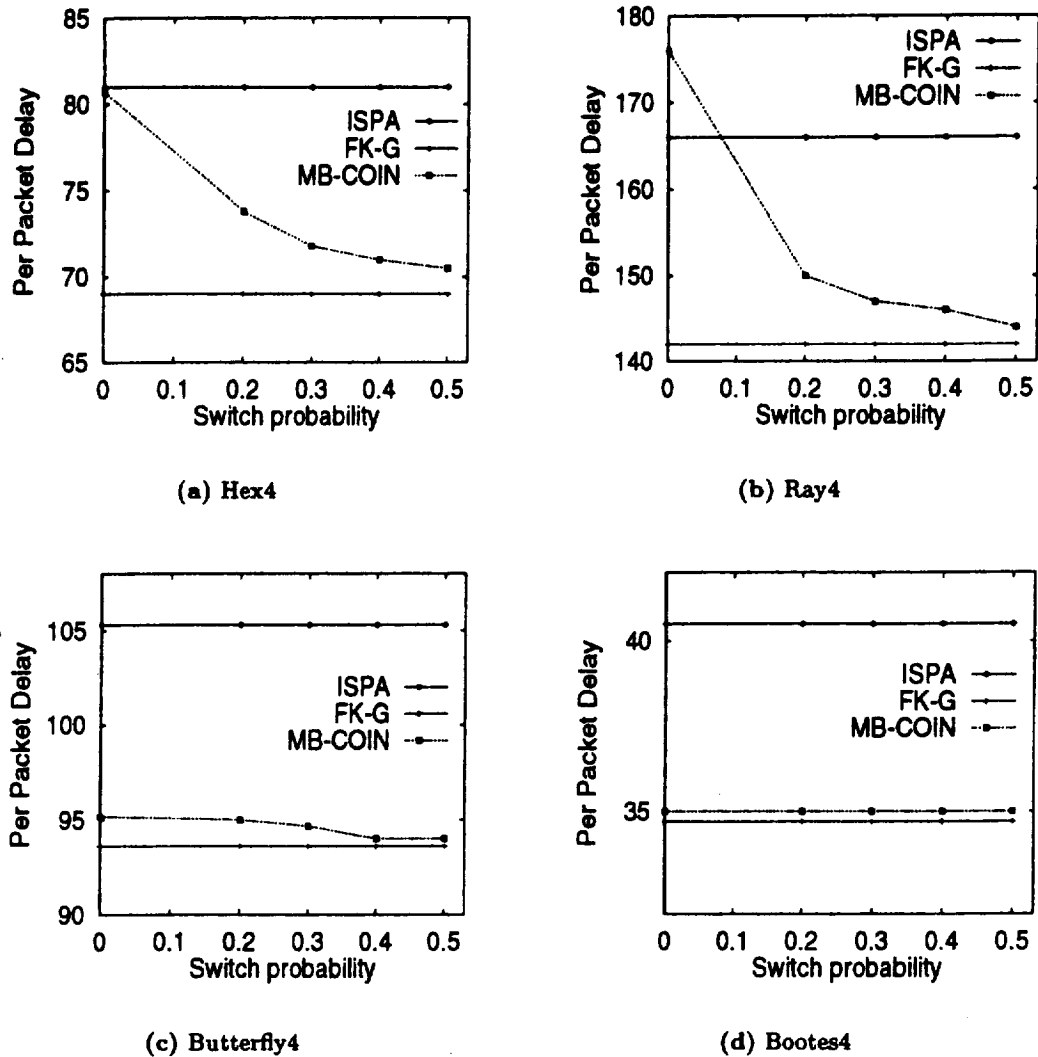 85
80
75
70
65
Per Packet Delay
ISPA
FK-G
MB-COIN
0 0.1 0.2 0.3 0.4 0.5
Switch probability
(a) Hex4
180
170
160
150
140
Per Packet Delay
ISPA
FK-G
MB-COIN
0 0.1 0.2 0.3 0.4 0.5
Switch probability
(b) Ray4
105
100
95
90
Per Packet Delay
ISPA
FK-G
MB-COIN
0 0.1 0.2 0.3 0.4 0.5
Switch probability
(c) Butterfly4
40
35
Per Packet Delay
ISPA
FK-G
MB-COIN
0 0.1 0.2 0.3 0.4 0.5
Switch probability
(d) Bootes4